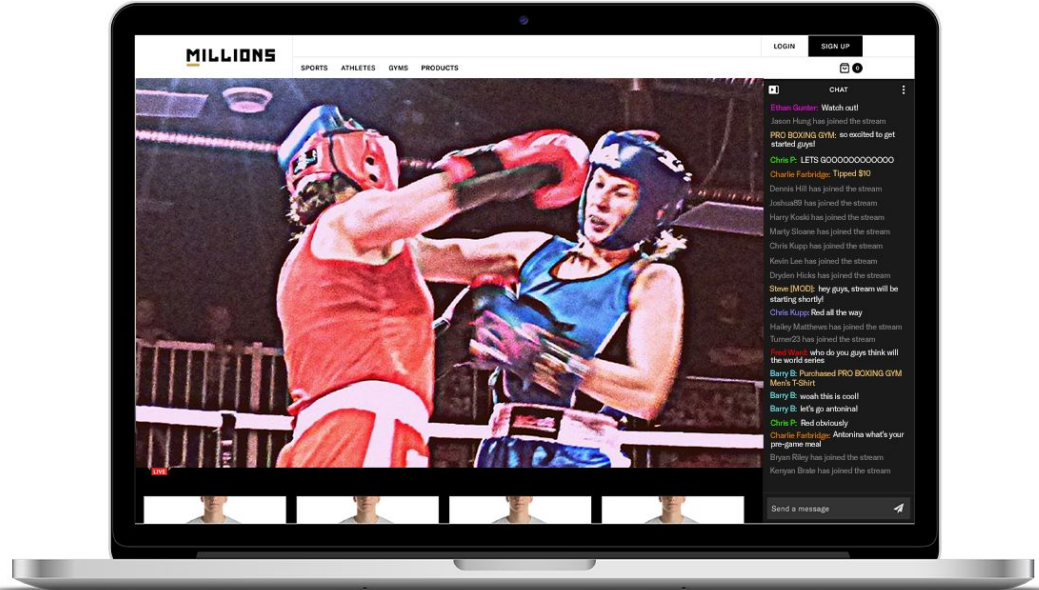 MILLIONS
LOGIN
SIGN UP
SPORTS ATHLETES GYMS PRODUCTS
0
CHAT
Ethan Gunter: Watch out!
Jason Hung has joined the stream
PRO BOXING GYM: so excited to get
started guys!
Chris P: LETS GOOOOOOOOOOOO
Charlie Farbridge: Tipped $10
Dennis Hill has joined the stream
Joshua89 has joined the stream
Harry Koski has joined the stream
Marty Sloane has joined the stream
Chris Kupp has joined the stream
Kevin Lee has joined the stream
Dryden Hicks has joined the stream
Steve [MOD]: hey guys, stream will be
starting shortly!
Chris Kupp: Red all the way
Hailey Matthews has joined the stream
Turner23 has joined the stream
Fred Ward: who do you guys think will
the world series
Barry B: Purchased PRO BOXING GYM
Men's T-Shirt
Barry B: woah this is cool!
Barry B: let's go antonina!
Chris P: Red obviously
Charlie Farbridge: Antonina what's your
pre-game meal
Bryan Riley has joined the stream
Kenyan Brate has joined the stream
LIVE
Send a message